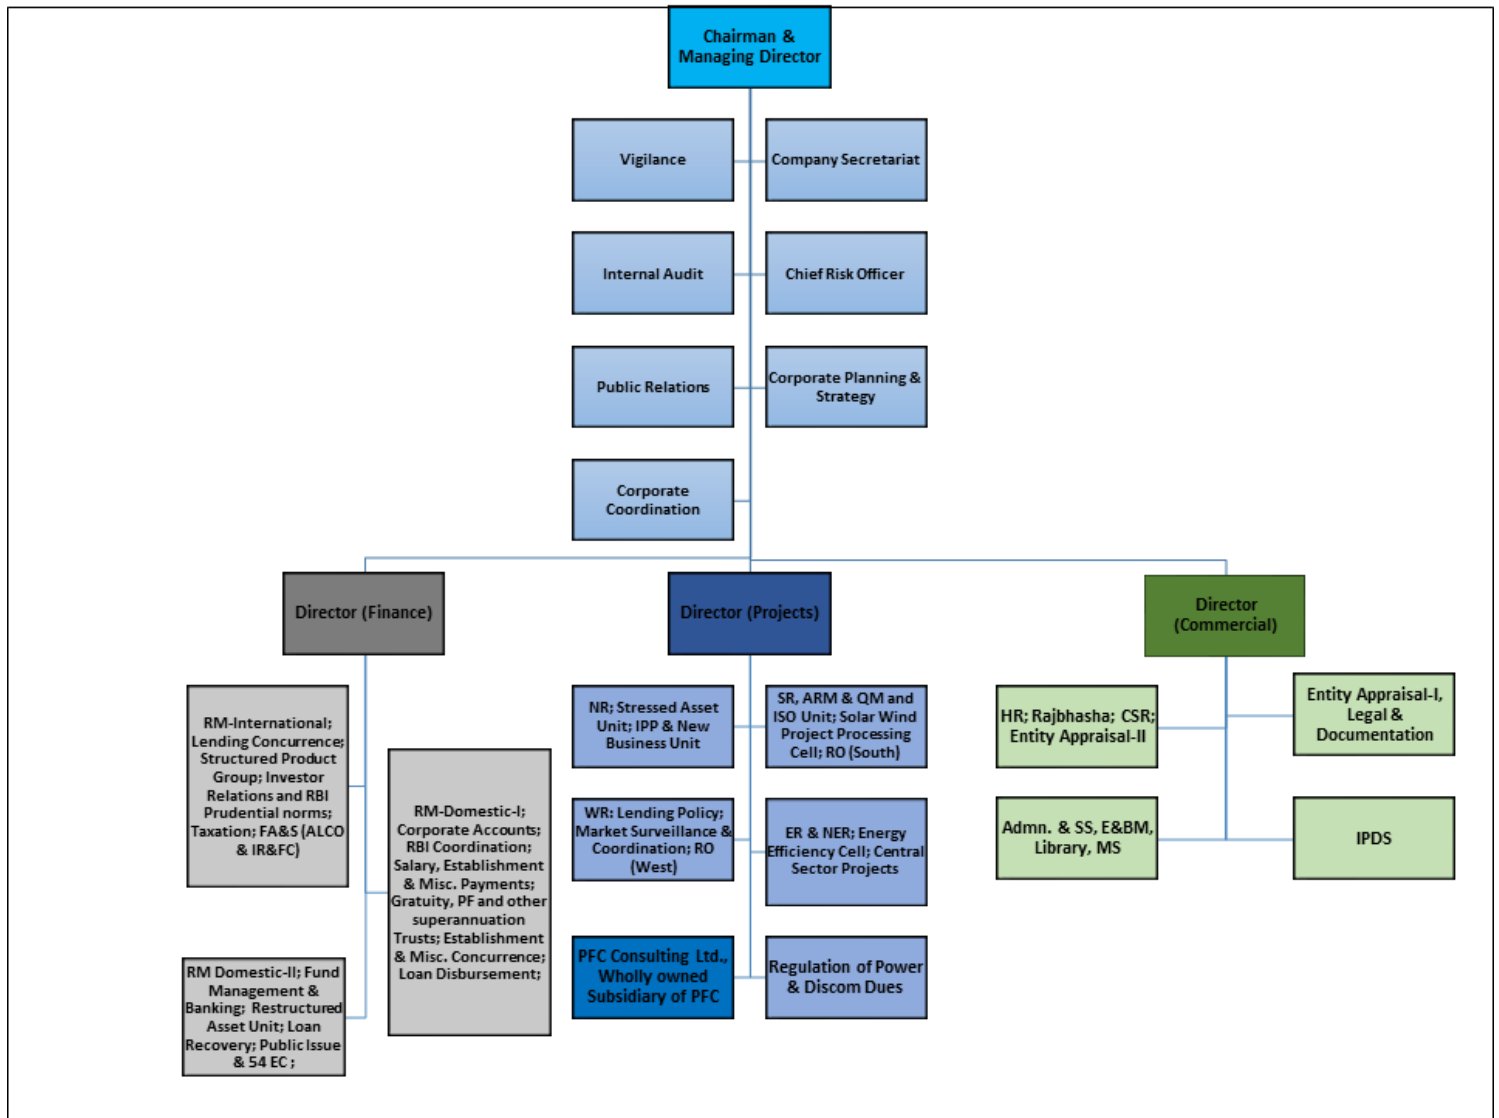 Chairman &
Managing Director
Vigilance
Company Secretariat
Internal Audit
Chief Risk Officer
Public Relations
Corporate Planning &
Strategy
Corporate
Coordination
Director (Finance)
Director (Projects)
Director
(Commercial)
RM-International;
Lending Concurrence;
Structured Product
Group; Investor
Relations and RBI
Prudential norms;
Taxation; FA&S (ALCO
& IR&FC)
RM-Domestic-I;
Corporate Accounts;
RBI Coordination;
Salary, Establishment
& Misc. Payments;
Gratuity, PF and other
superannuation
Trusts; Establishment
& Misc. Concurrence;
Loan Disbursement;
RM Domestic-II; Fund
Management &
Banking; Restructured
Asset Unit; Loan
Recovery; Public Issue
& 54 EC ;
NR; Stressed Asset
Unit; IPP & New
Business Unit
SR, ARM & QM and
ISO Unit; Solar Wind
Project Processing
Cell; RO (South)
WR: Lending Policy;
Market Surveillance &
Coordination; RO
(West)
ER & NER; Energy
Efficiency Cell; Central
Sector Projects
PFC Consulting Ltd.,
Wholly owned
Subsidiary of PFC
Regulation of Power
& Discom Dues
HR; Rajbhasha; CSR;
Entity Appraisal-II
Entity Appraisal-I,
Legal &
Documentation
Admn. & SS, E&BM,
Library, MS
IPDS